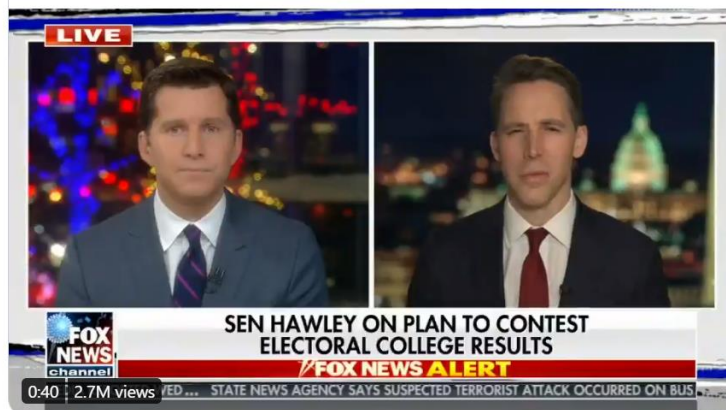 LIVE
SEN HAWLEY ON PLAN TO CONTEST
ELECTORAL COLLEGE RESULTS
FOX
NEWS
channel
FOX NEWS ALERT
0:40 2.7M views
... STATE NEWS AGENCY SAYS SUSPECTED TERRORIST ATTACK OCCURRED ON BUS